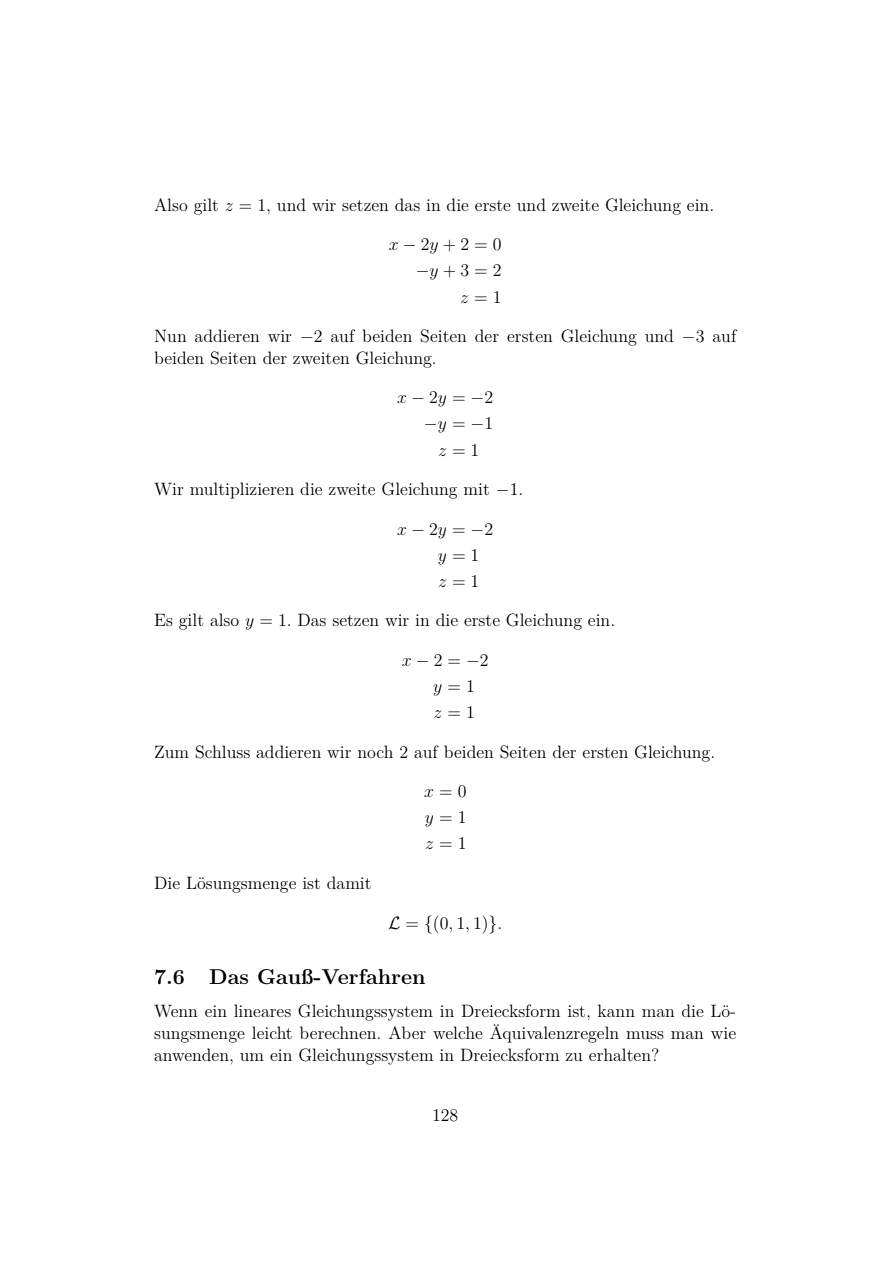 Also gilt z = 1, und wir setzen das in die erste und zweite Gleichung ein.
x − 2y + 2 = 0
−y + 3 = 2
z = 1
Nun addieren wir −2 auf beiden Seiten der ersten Gleichung und −3 auf
beiden Seiten der zweiten Gleichung.
x − 2y = −2
−y = −1
z = 1
Wir multiplizieren die zweite Gleichung mit −1.
x − 2y = −2
y = 1
z = 1
Es gilt also y = 1. Das setzen wir in die erste Gleichung ein.
x − 2 = −2
y = 1
z = 1
Zum Schluss addieren wir noch 2 auf beiden Seiten der ersten Gleichung.
x = 0
y = 1
z = 1
Die Lösungsmenge ist damit
ℒ = {(0, 1, 1)}.
7.6 Das Gauß-Verfahren
Wenn ein lineares Gleichungssystem in Dreiecksform ist, kann man die Lö-
sungsmenge leicht berechnen. Aber welche Äquivalenzregeln muss man wie
anwenden, um ein Gleichungssystem in Dreiecksform zu erhalten?
128